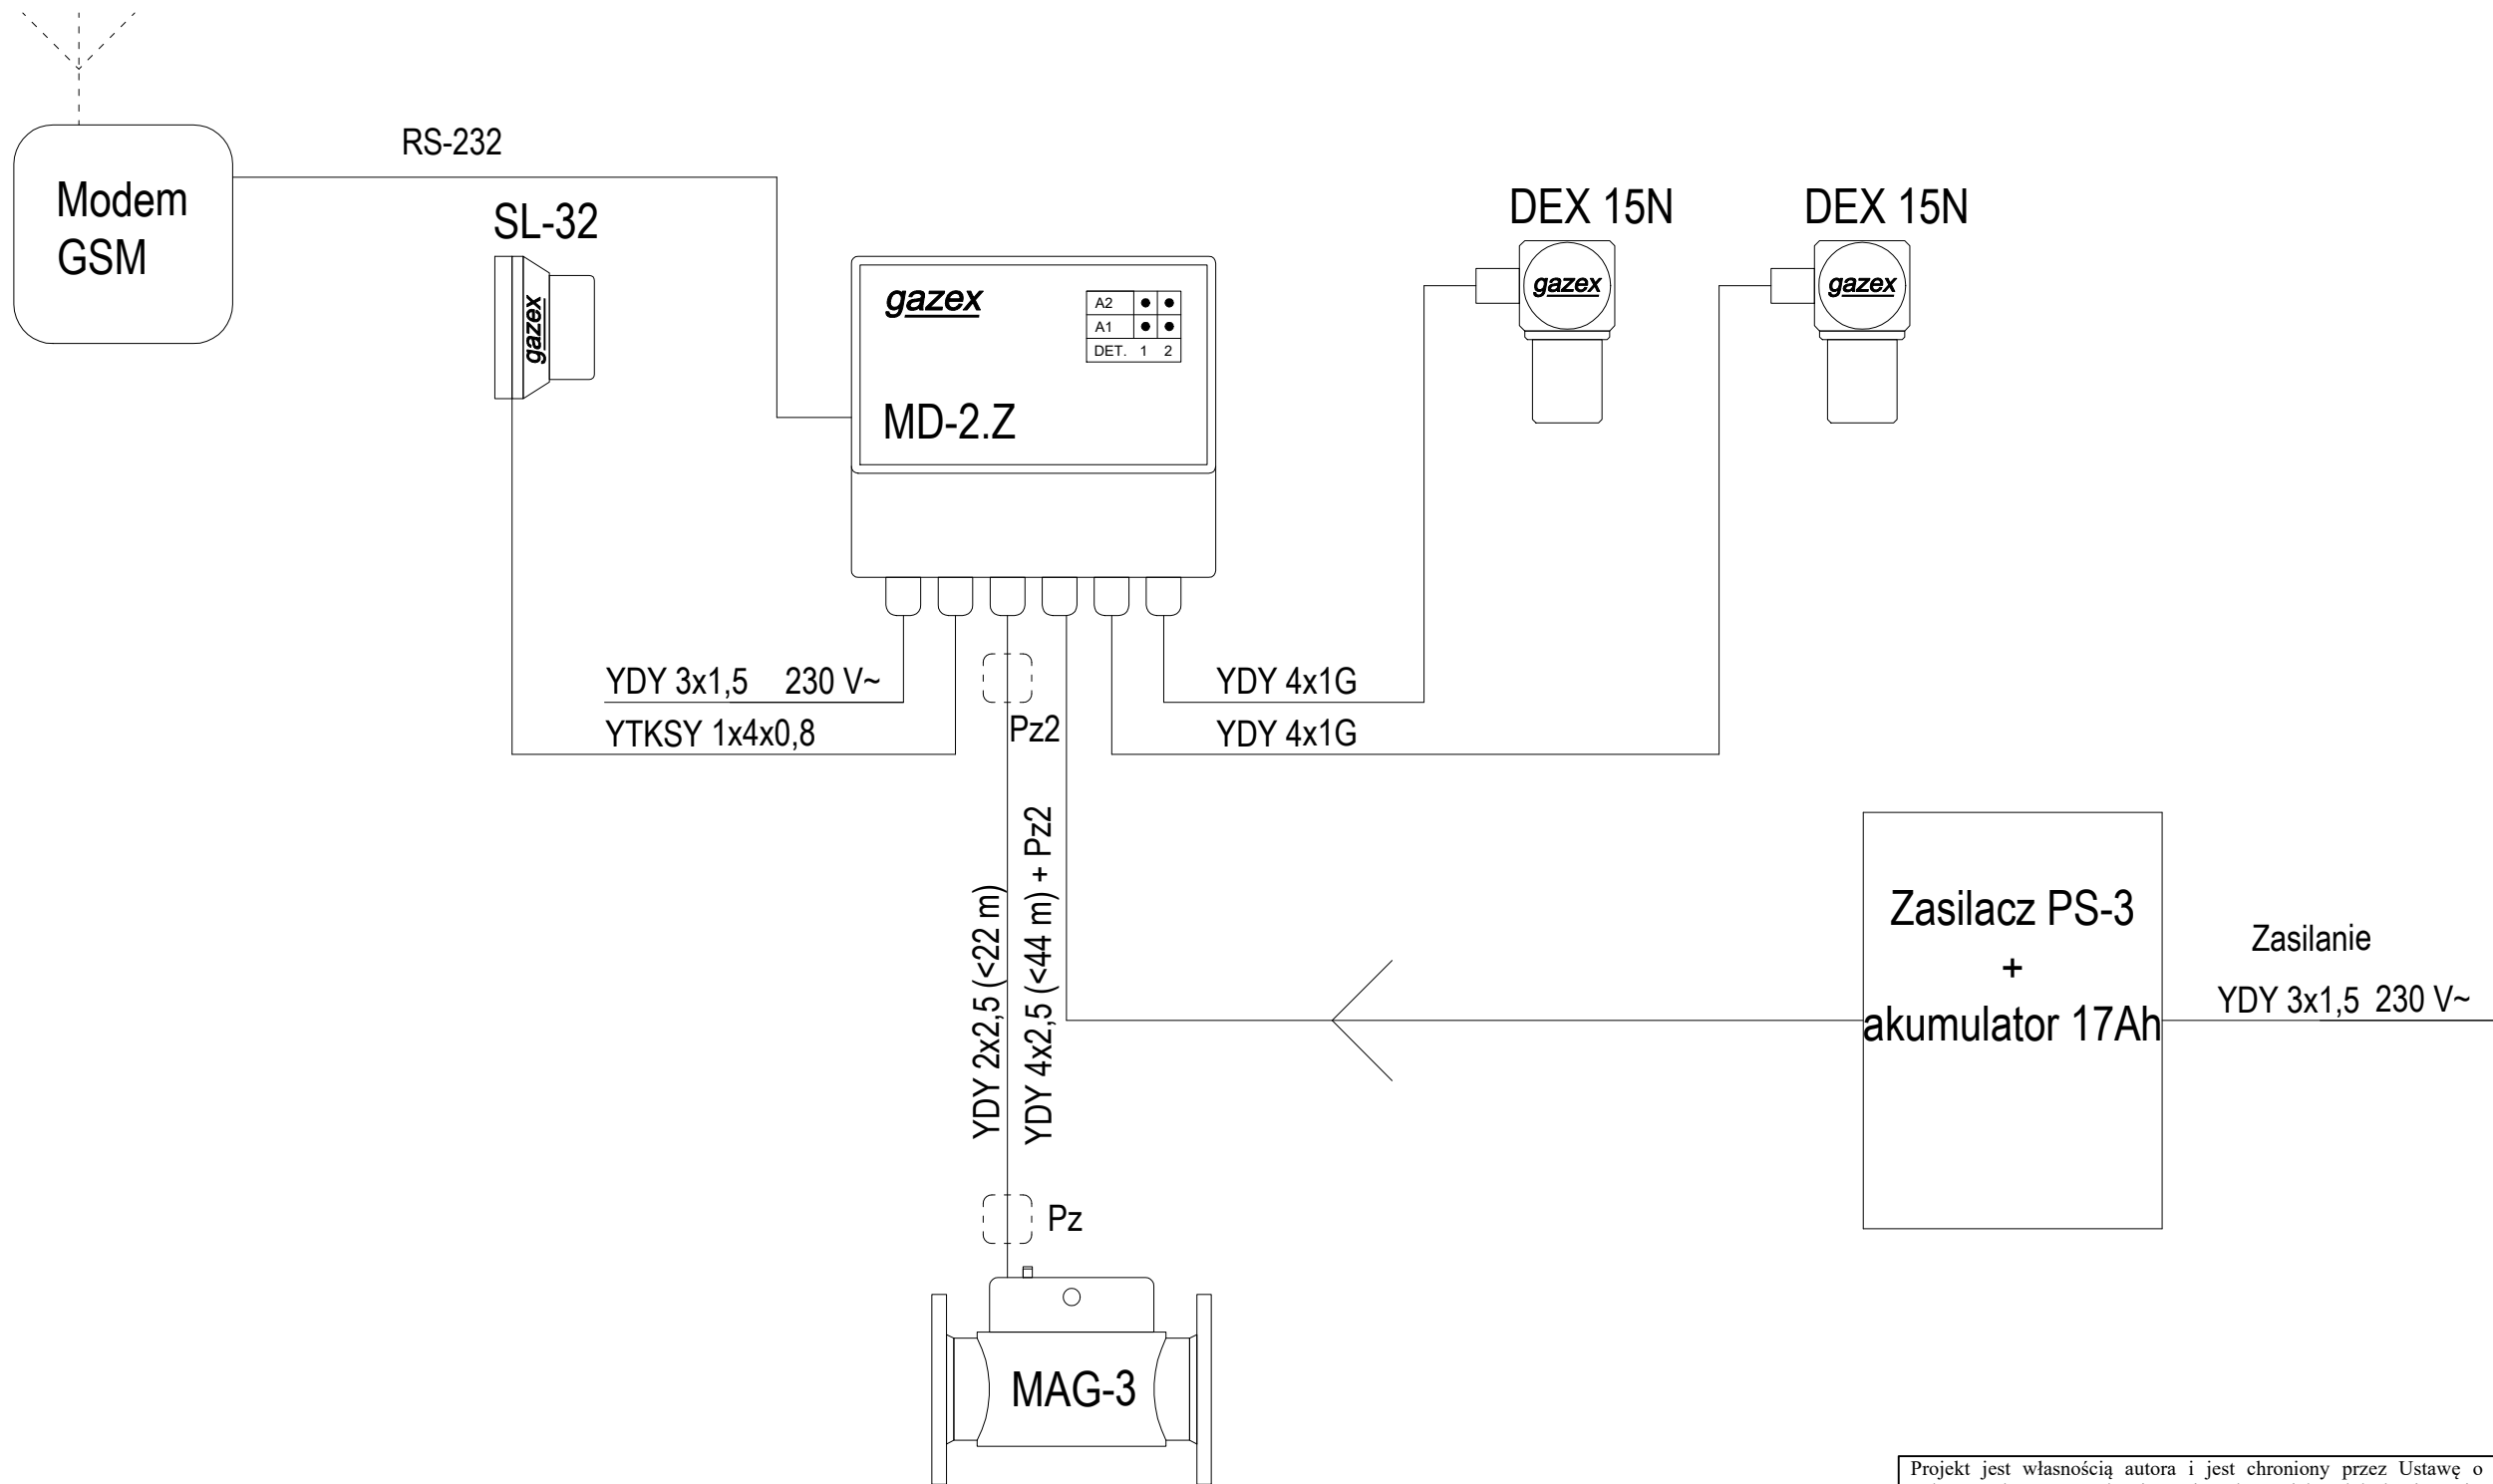 RS-232
Modem
GSM
SL-32
gazex
gazex
A2
A1
DET. 1 2
MD-2.Z
DEX 15N
gazex
DEX 15N
gazex
YDY 3x1,5 230 V~
YTKSY 1x4x0,8
Pz2
YDY 4x1G
YDY 4x1G
YDY 2x2,5 (<22 m)
YDY 4x2,5 (<44 m) + Pz2
Zasilacz PS-3
+
akumulator 17Ah
Zasilanie
YDY 3x1,5 230 V~
Pz
MAG-3
Projekt jest własnością autora i jest chroniony przez Ustawę o